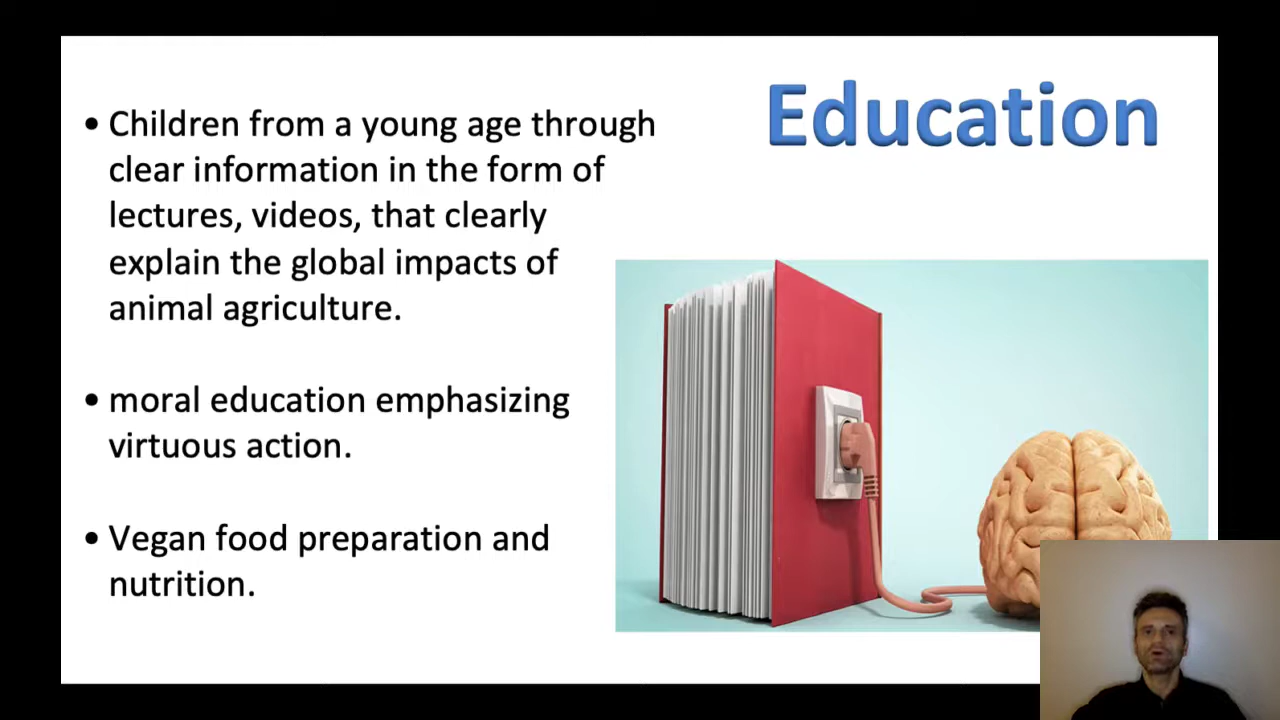 Education
• Children from a young age through
clear information in the form of
lectures, videos, that clearly
explain the global impacts of
animal agriculture.
• moral education emphasizing
virtuous action.
• Vegan food preparation and
nutrition.